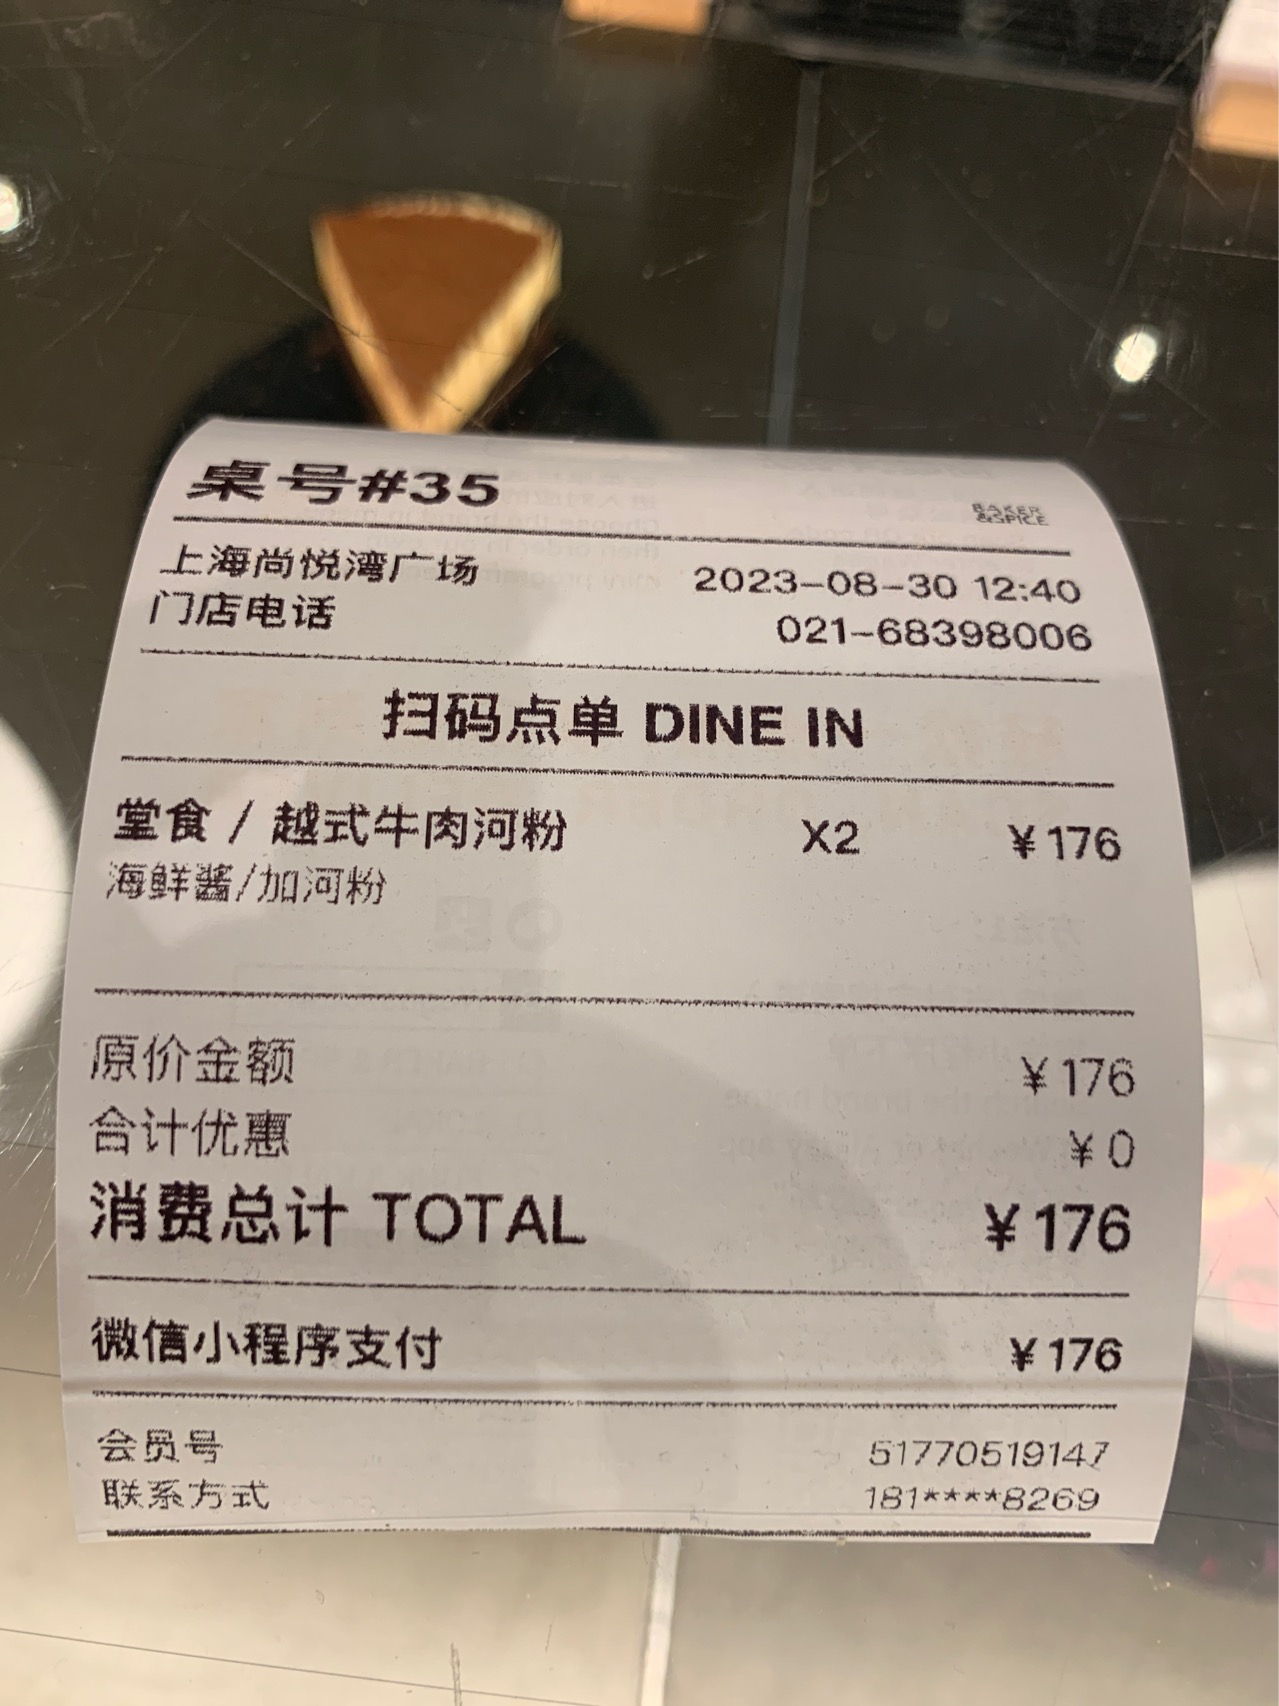 桌号#35
BAKER
&SPICE
上海尚悦湾广场 2023-08-30 12:40
门店电话 021-68398006
扫码点单 DINE IN
堂食 / 越式牛肉河粉 X2 ¥176
海鲜酱/加河粉
原价金额 ¥176
合计优惠 ¥0
消费总计 TOTAL ¥176
微信小程序支付 ¥176
会员号 51770519147
联系方式 181****8269